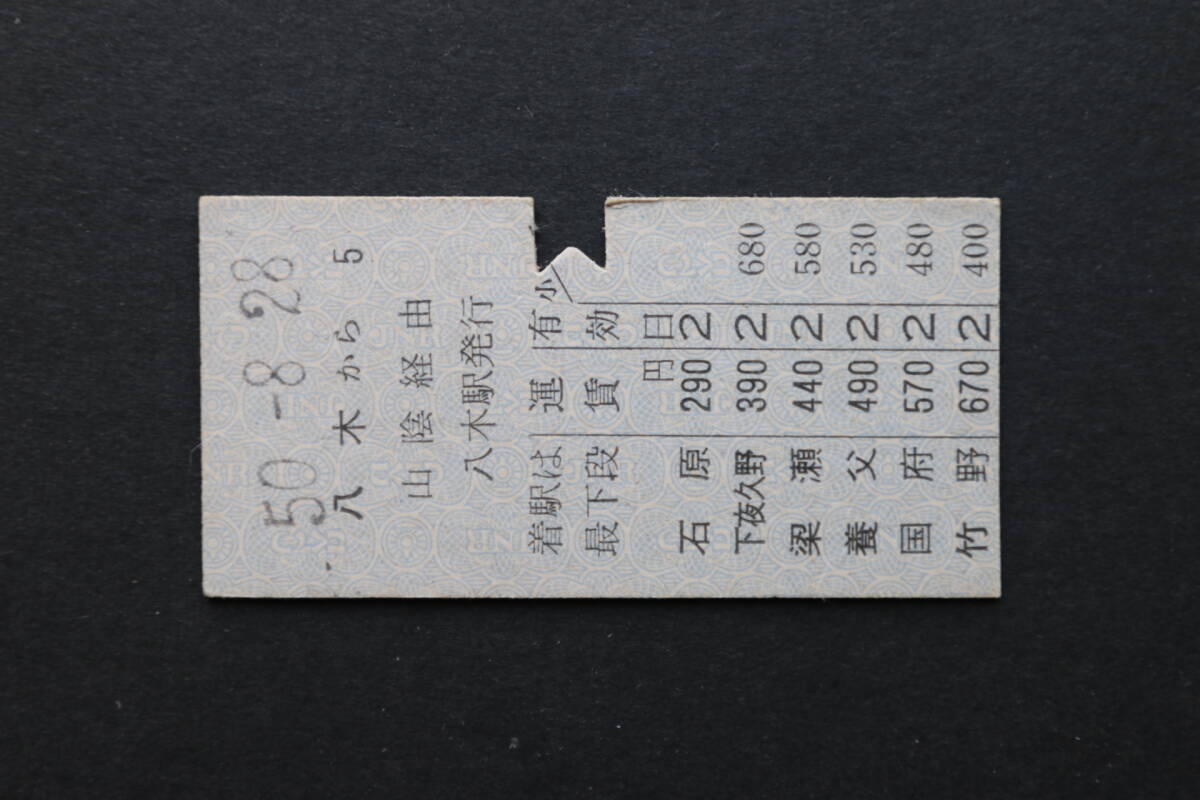 50-8-28
八木から 5
山陰経由
八木駅発行
着駅は 運 有 小
最下段 賃 効
円 日
石原 290 2
下夜久野 390 2 680
梁瀬 440 2 580
養父 490 2 530
国府 570 2 480
竹野 670 2 400